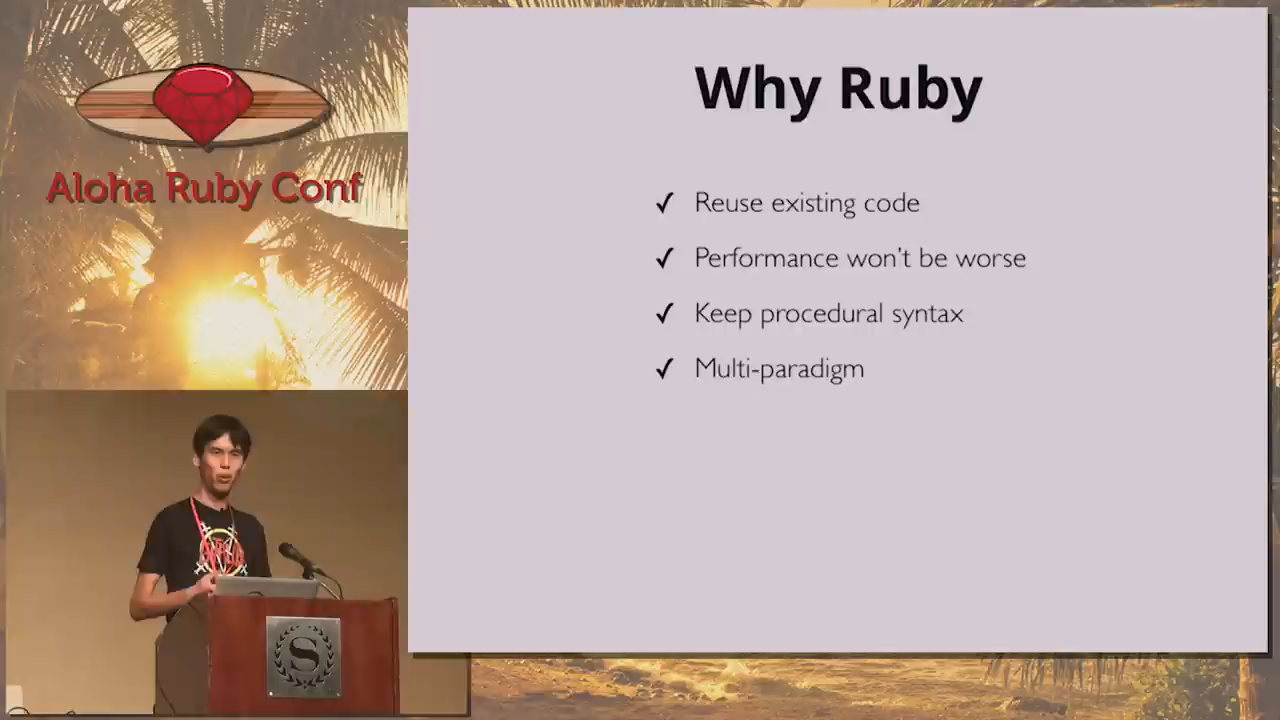 Aloha Ruby Conf
Why Ruby
✓ Reuse existing code
✓ Performance won't be worse
✓ Keep procedural syntax
✓ Multi-paradigm
S